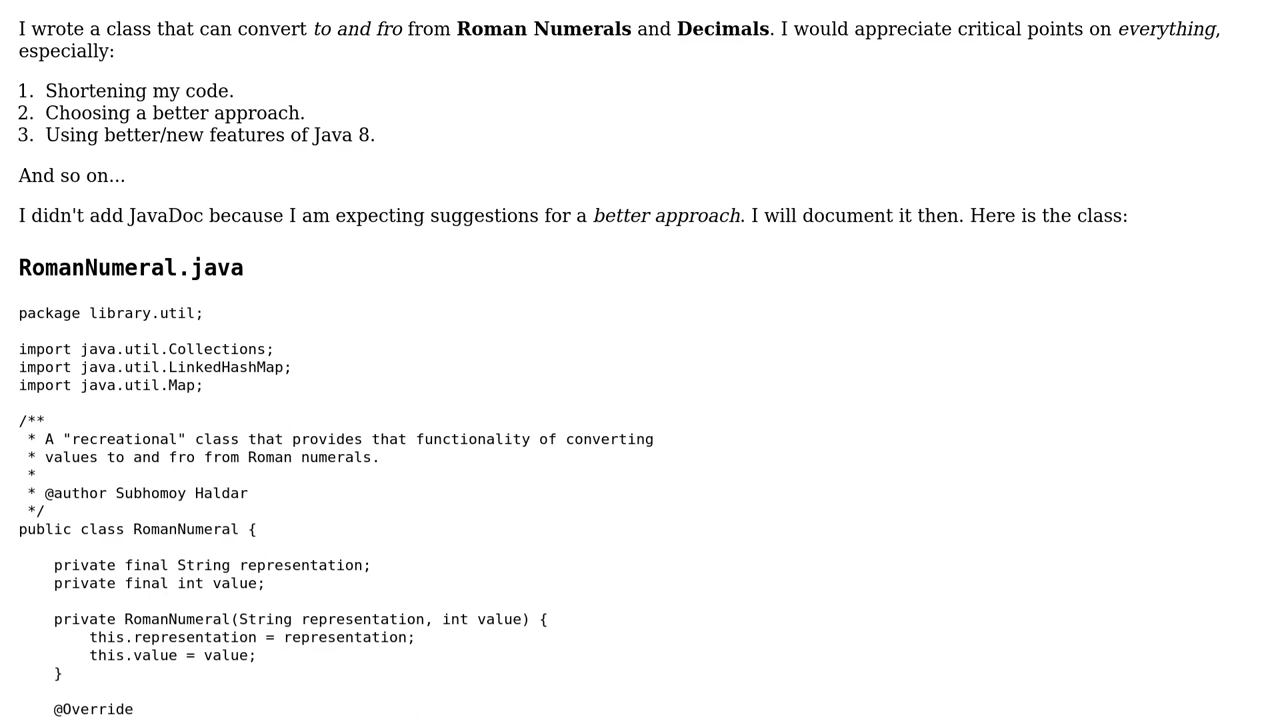 I wrote a class that can convert to and fro from Roman Numerals and Decimals. I would appreciate critical points on everything,
especially:
1. Shortening my code.
2. Choosing a better approach.
3. Using better/new features of Java 8.
And so on...
I didn't add JavaDoc because I am expecting suggestions for a better approach. I will document it then. Here is the class:
RomanNumeral.java
package library.util;
import java.util.Collections;
import java.util.LinkedHashMap;
import java.util.Map;
/**
 * A "recreational" class that provides that functionality of converting
 * values to and fro from Roman numerals.
 *
 * @author Subhomoy Haldar
 */
public class RomanNumeral {
    private final String representation;
    private final int value;
    private RomanNumeral(String representation, int value) {
        this.representation = representation;
        this.value = value;
    }
    @Override